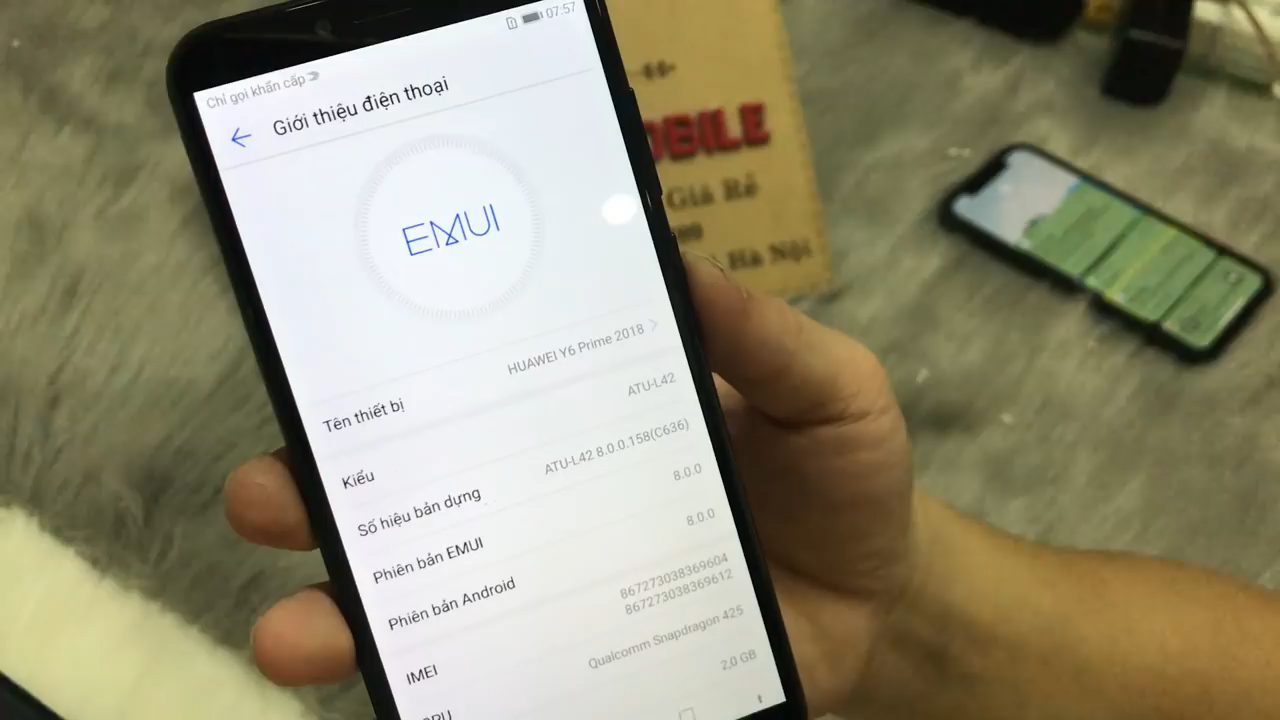 07:57
Chỉ gọi khẩn cấp
Giới thiệu điện thoại
EMUI
Tên thiết bị HUAWEI Y6 Prime 2018
Kiểu ATU-L42
Số hiệu bản dựng ATU-L42 8.0.0.158(C636)
Phiên bản EMUI 8.0.0
Phiên bản Android 8.0.0
IMEI 867273038369604
867273038369612
Qualcomm Snapdragon 425
2,0 GB
OBILE
Giá Rẻ
Hà Nội